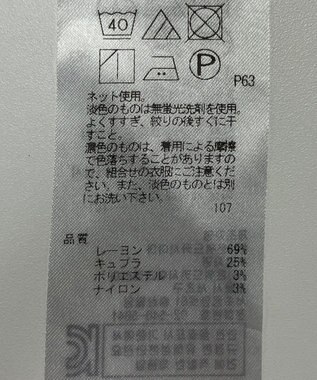 40
P
P63
ネット使用。
淡色のものは無蛍光洗剤を使用。
よくすすぎ、絞りの後すぐに干
すこと。
濃色のものは、着用による摩擦
で色落ちすることがありますの
で、組合せの衣服にご注意くだ
さい。また、淡色のものとは別
にお洗い下さい。
107
品質
レーヨン 69%
キュプラ 25%
ポリエステル 3%
ナイロン 3%